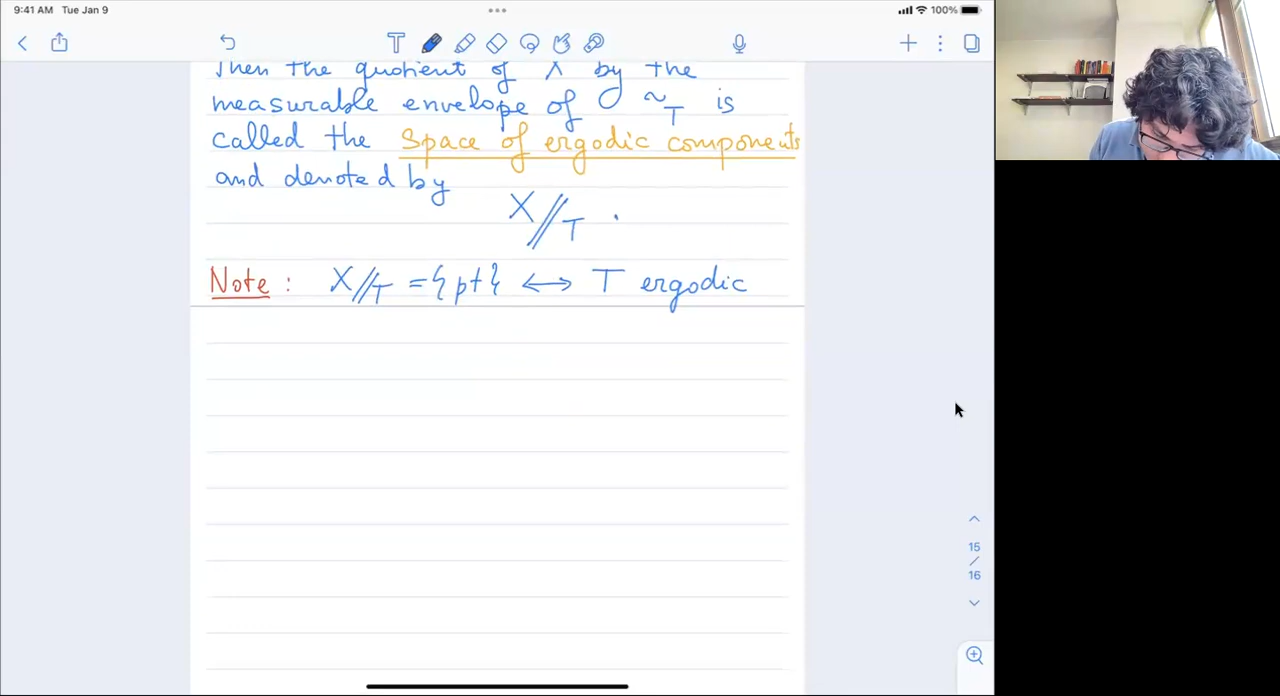 9:41 AM Tue Jan 9
100%
Then the quotient of X by the
measurable envelope of ~T is
called the space of ergodic components
and denoted by
X//T .
Note: X//T = {pt} ⟷ T ergodic
15
/
16